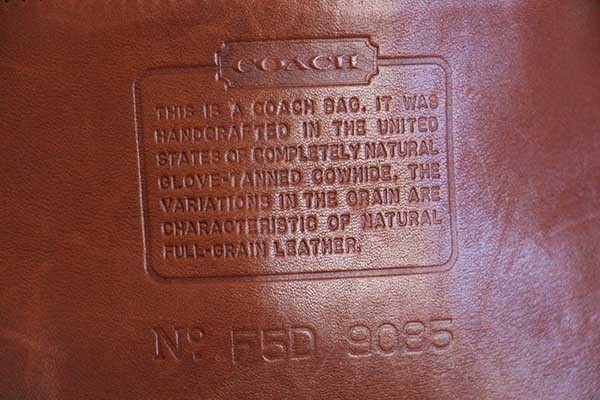 COACH
THIS IS A COACH BAG. IT WAS
HANDCRAFTED IN THE UNITED
STATES OF COMPLETELY NATURAL
GLOVE-TANNED COWHIDE. THE
VARIATIONS IN THE GRAIN ARE
CHARACTERISTIC OF NATURAL
FULL-GRAIN LEATHER.
Nº F5D 9085